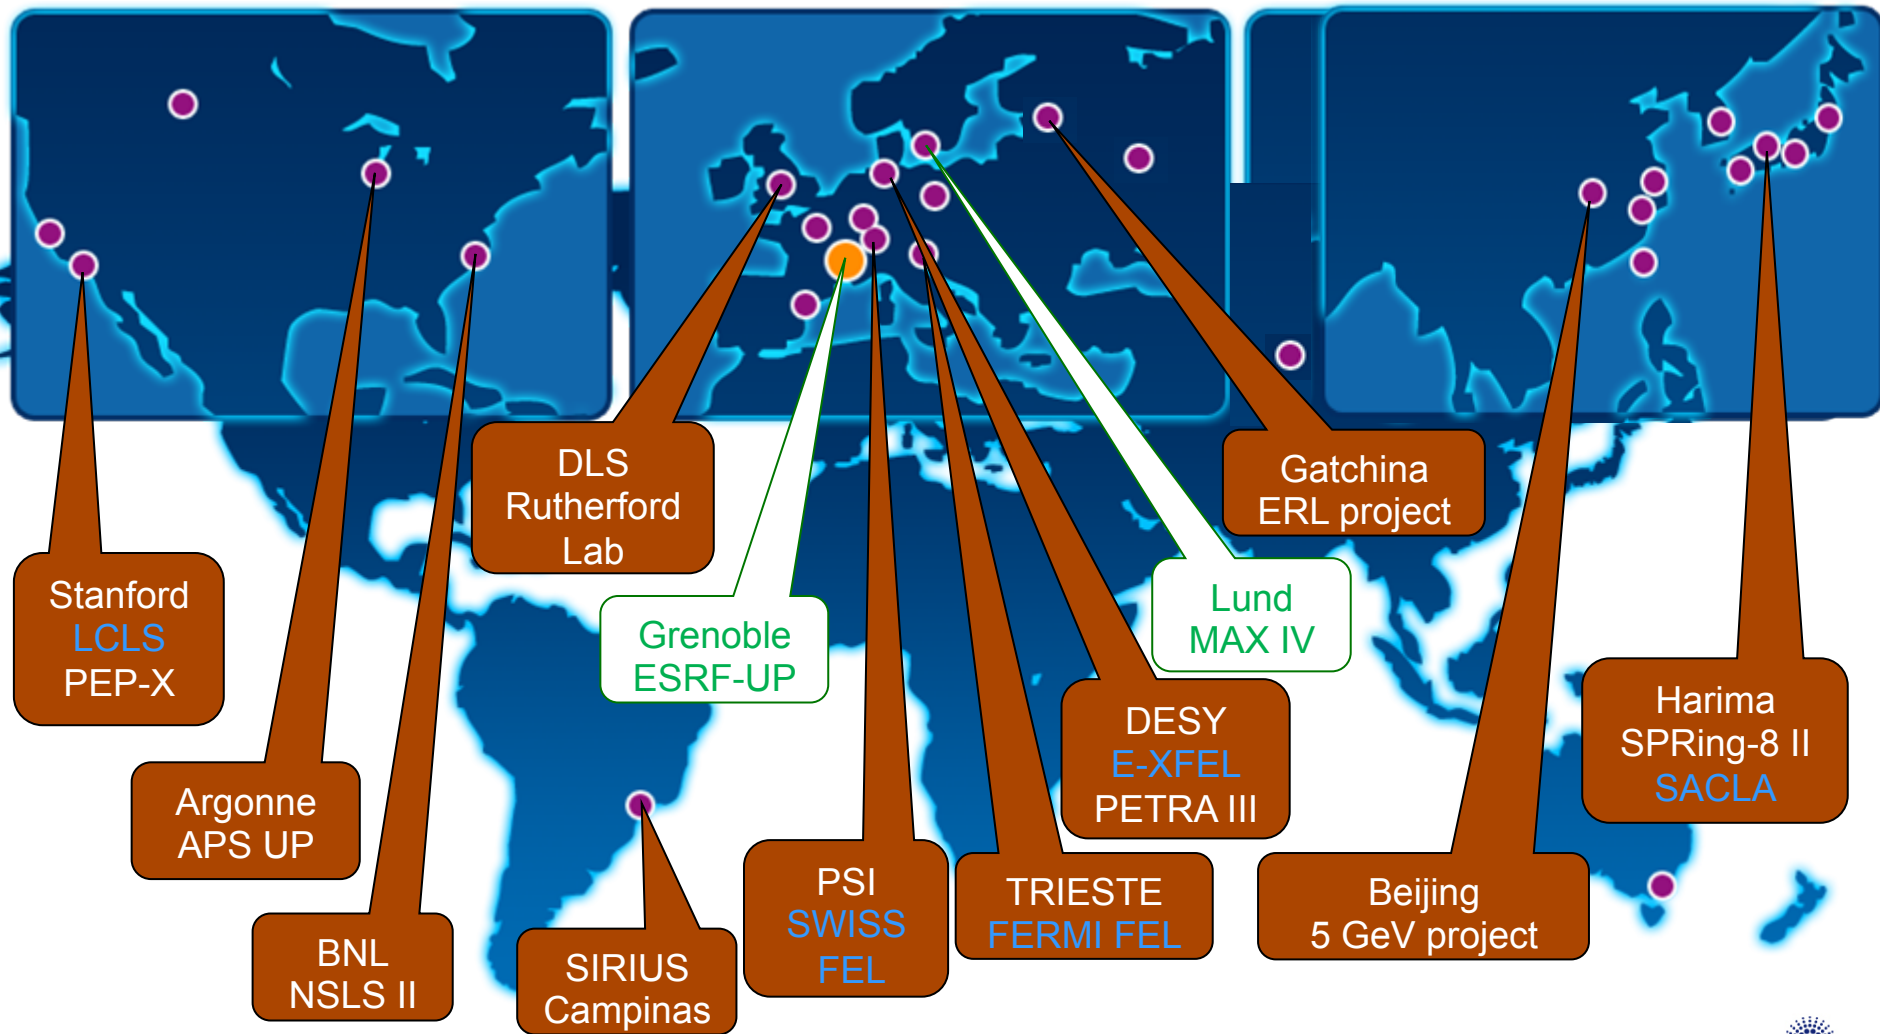 DLS
Rutherford
Lab
Gatchina
ERL project
Stanford
LCLS
PEP-X
Grenoble
ESRF-UP
Lund
MAX IV
Argonne
APS UP
DESY
E-XFEL
PETRA III
Harima
SPRing-8 II
SACLA
BNL
NSLS II
SIRIUS
Campinas
PSI
SWISS
FEL
TRIESTE
FERMI FEL
Beijing
5 GeV project